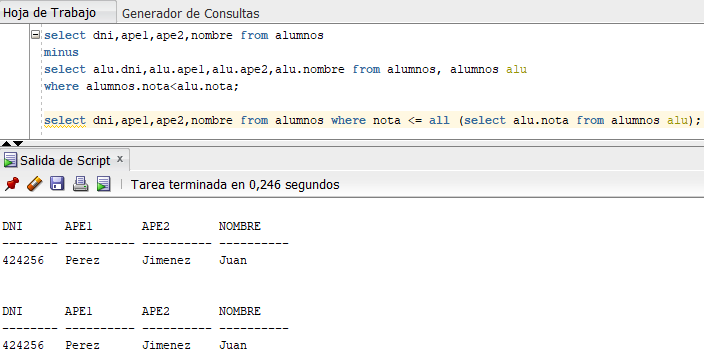 Hoja de Trabajo Generador de Consultas
select dni,ape1,ape2,nombre from alumnos
minus
select alu.dni,alu.ape1,alu.ape2,alu.nombre from alumnos, alumnos alu
where alumnos.nota<alu.nota;
select dni,ape1,ape2,nombre from alumnos where nota <= all (select alu.nota from alumnos alu);
Salida de Script x
Tarea terminada en 0,246 segundos
DNI APE1 APE2 NOMBRE
-------- ---------- ---------- ----------
424256 Perez Jimenez Juan
DNI APE1 APE2 NOMBRE
-------- ---------- ---------- ----------
424256 Perez Jimenez Juan